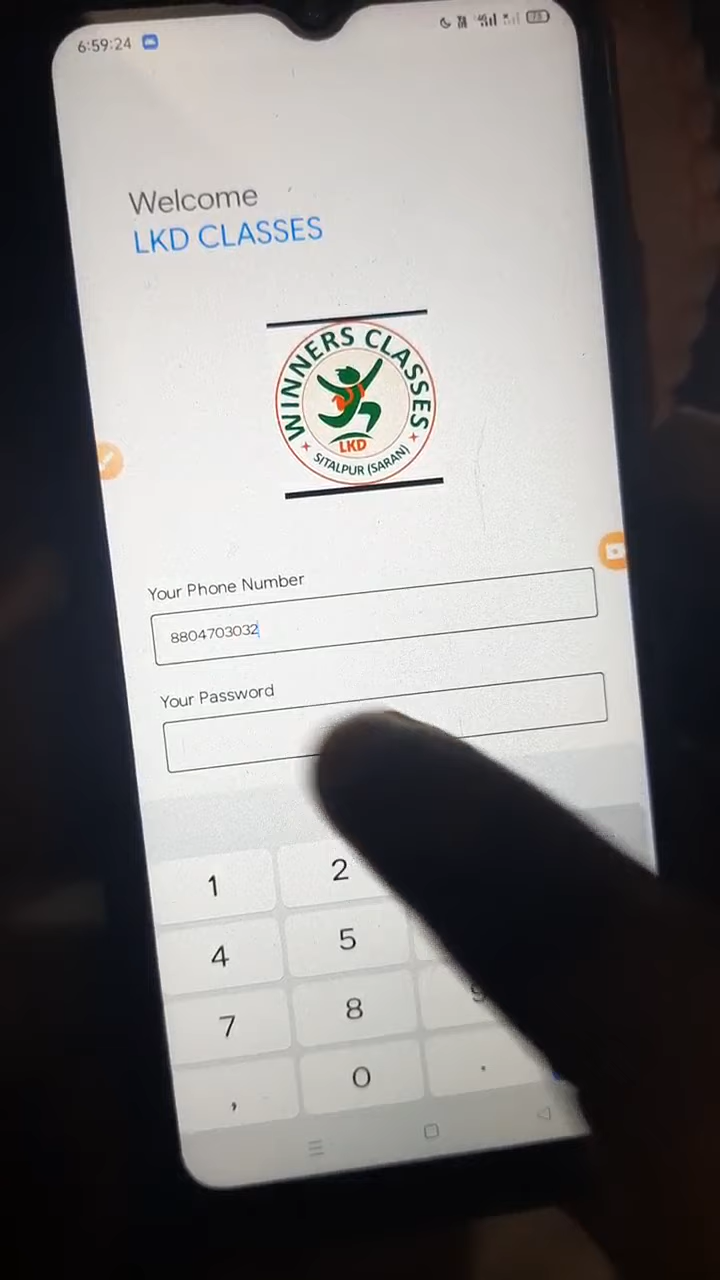 6:59:24
Welcome
LKD CLASSES
WINNERS CLASSES
LKD
SITALPUR (SARAN)
Your Phone Number
8804703032
Your Password
1
2
4
5
7
8
9
,
0
.